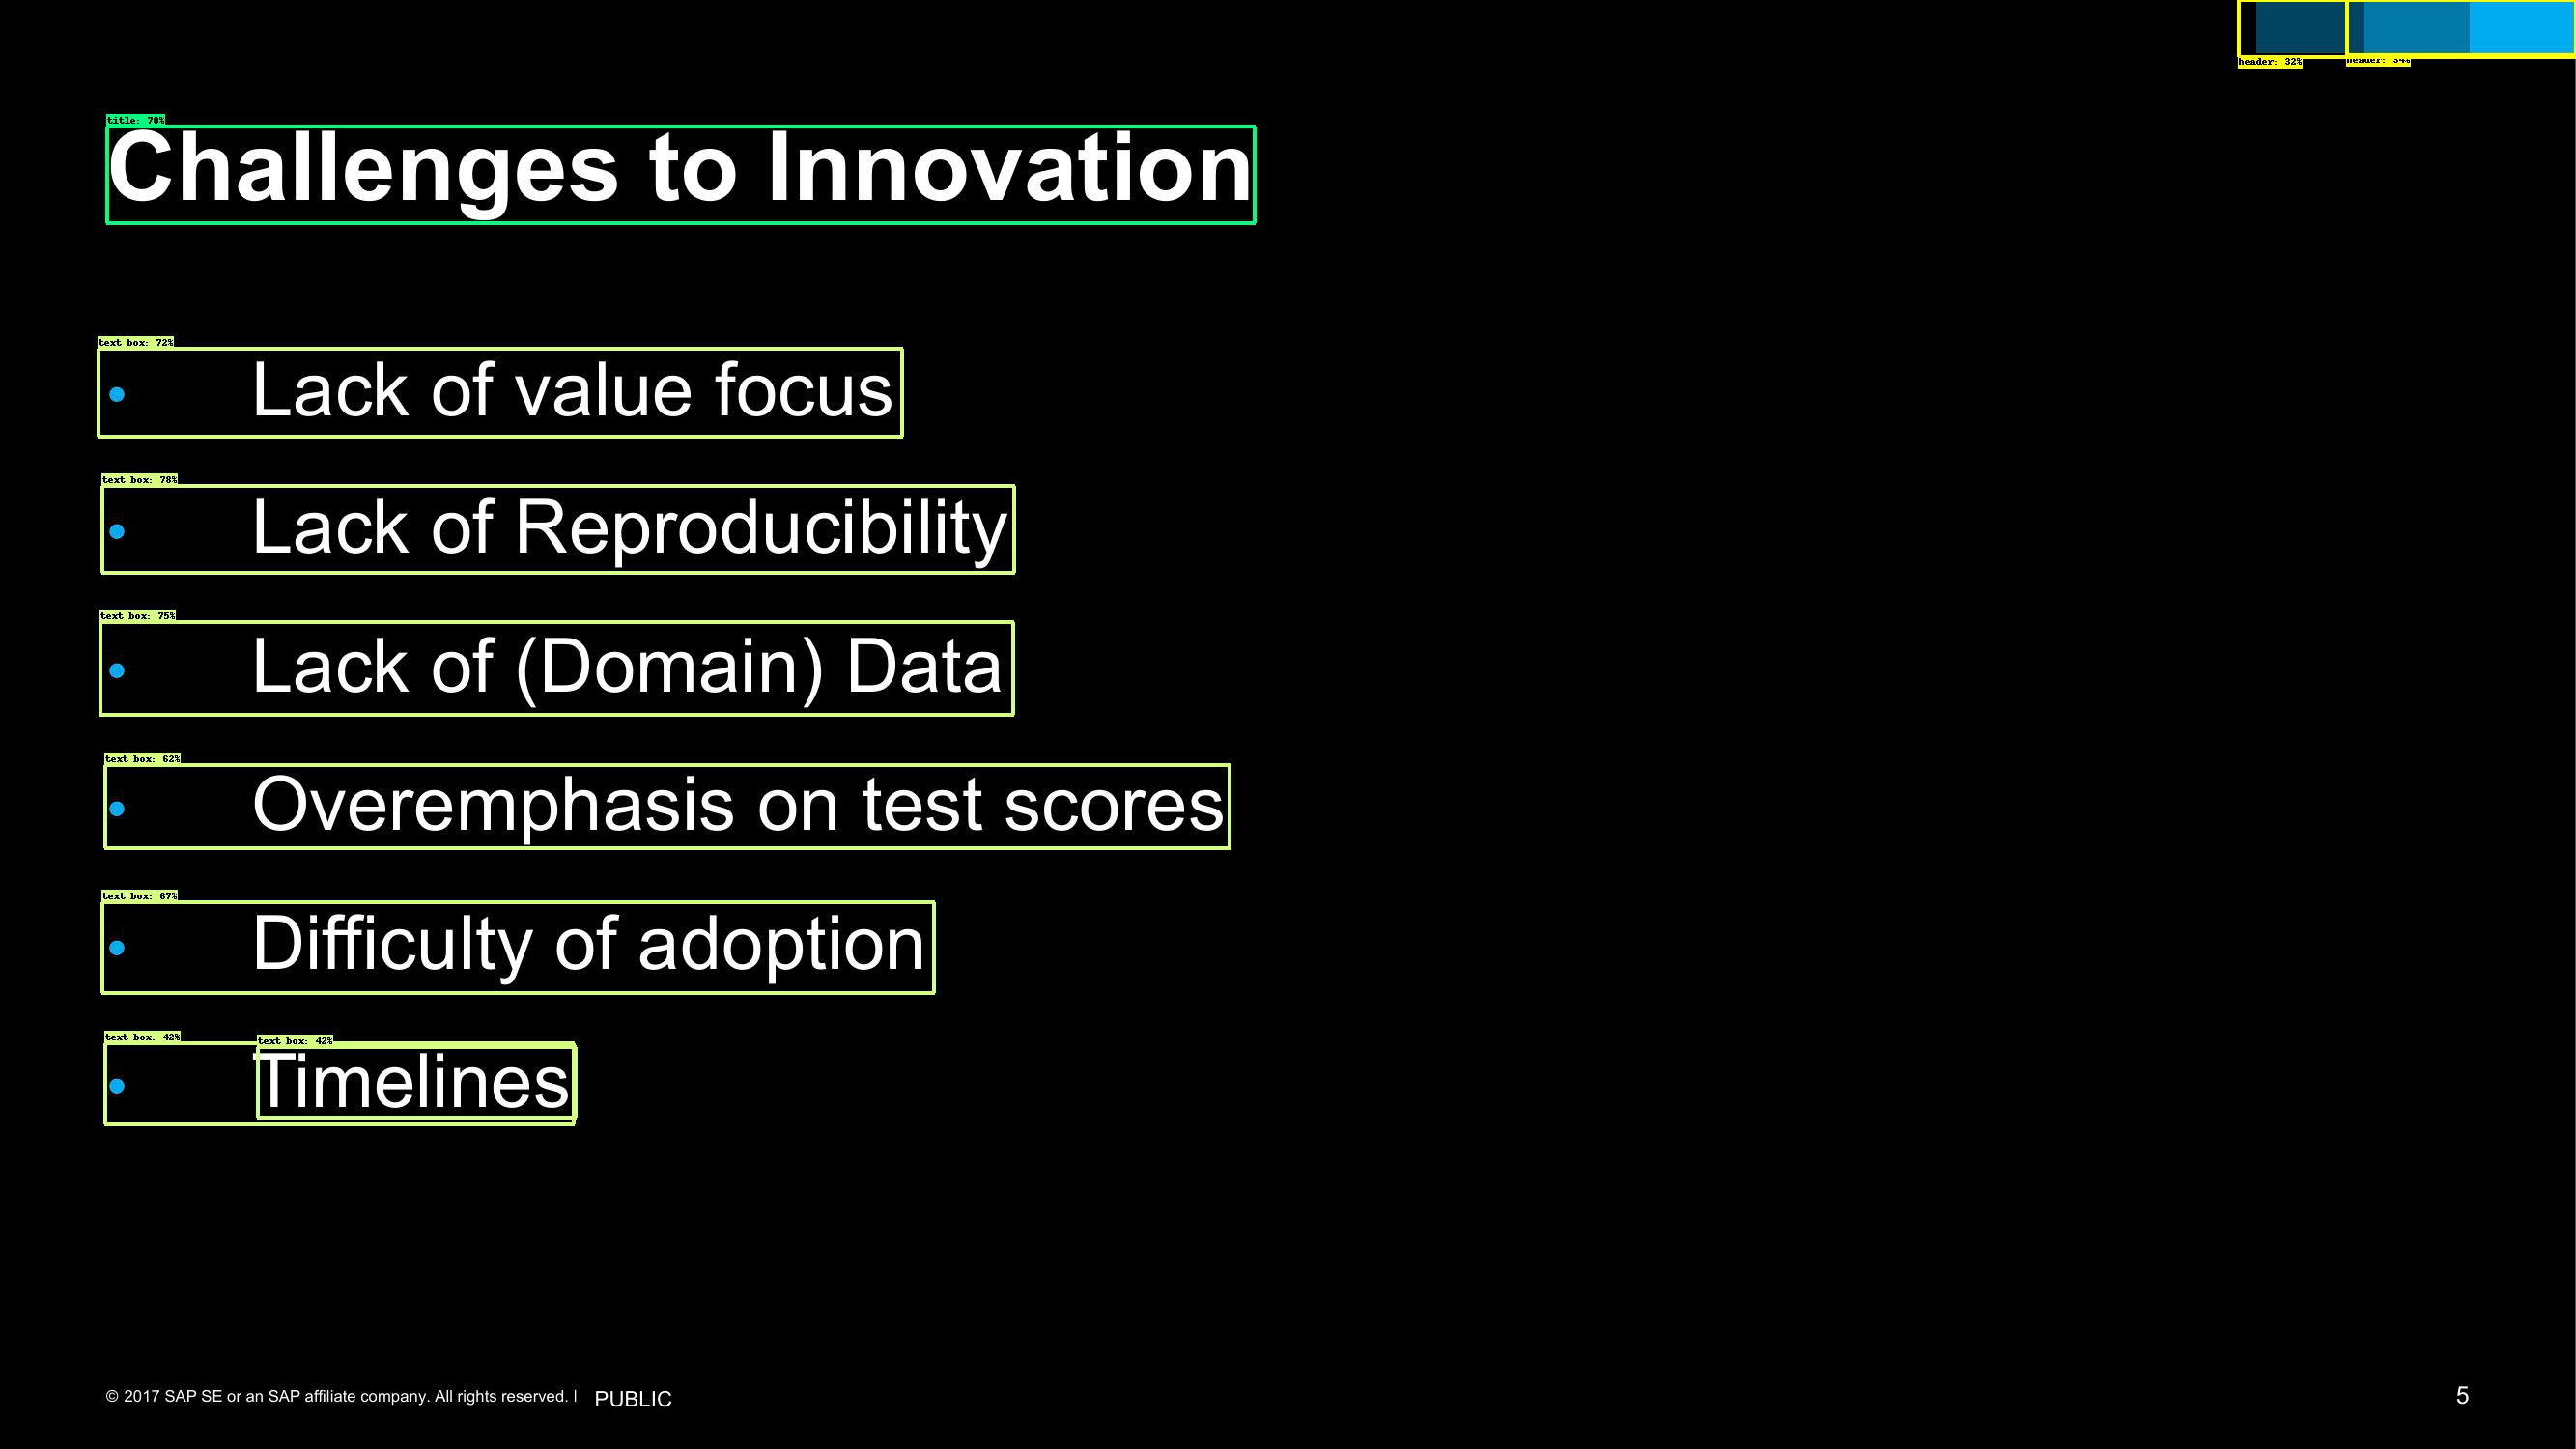 header: 32%
header: 34%
title: 70%
Challenges to Innovation
text box: 72%
• Lack of value focus
text box: 78%
• Lack of Reproducibility
text box: 75%
• Lack of (Domain) Data
text box: 62%
• Overemphasis on test scores
text box: 67%
• Difficulty of adoption
text box: 42%
text box: 42%
• Timelines
© 2017 SAP SE or an SAP affiliate company. All rights reserved. | PUBLIC
5